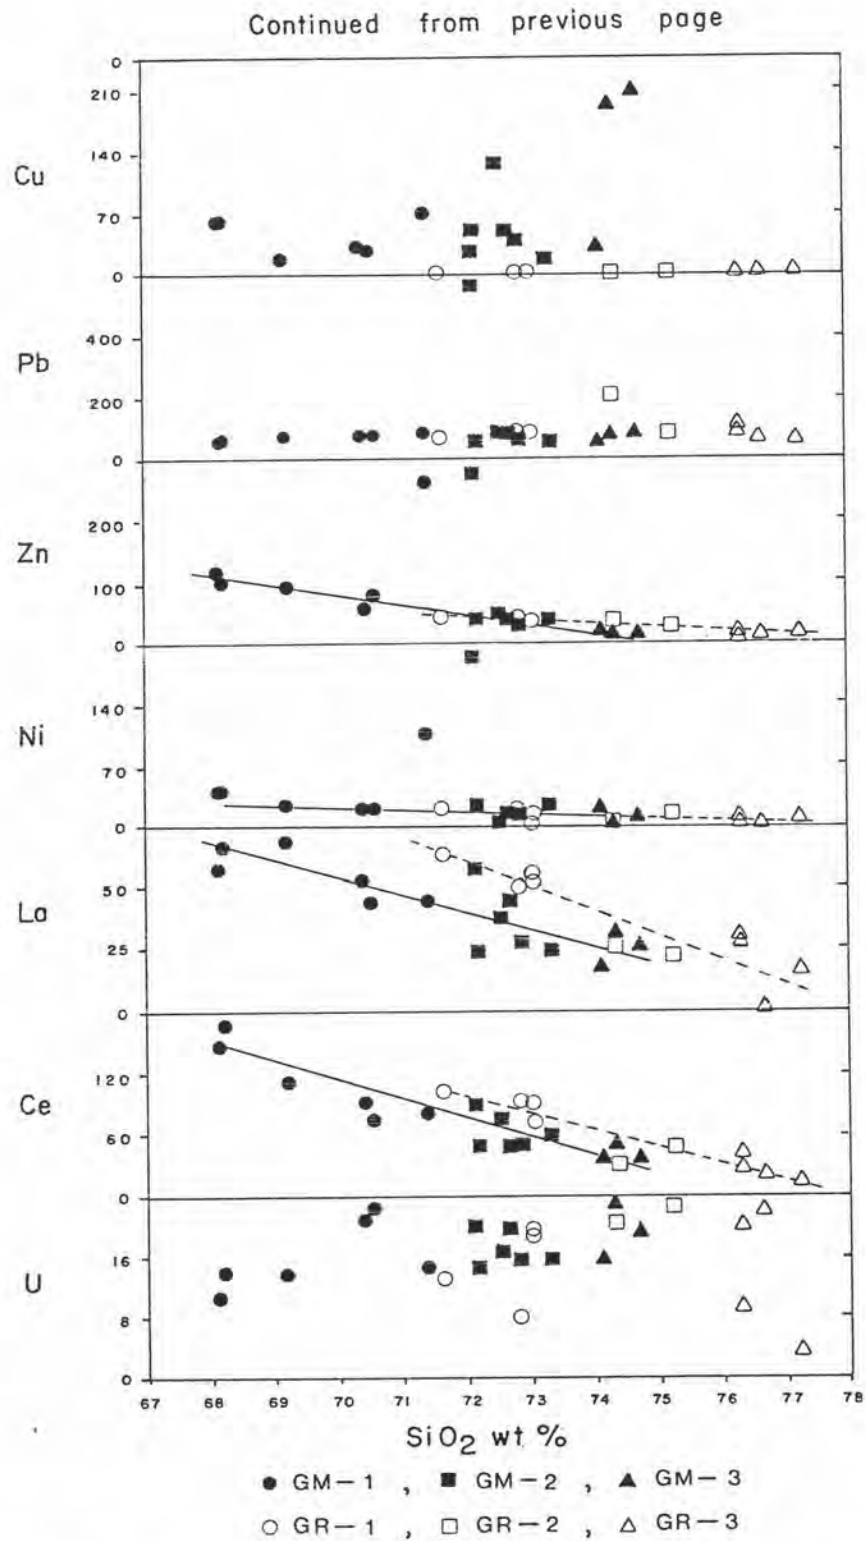 Continued from previous page
0
210
Cu
140
70
0
Pb
400
200
0
Zn
200
100
0
Ni
140
70
0
La
50
25
0
Ce
120
60
0
U
16
8
0
67 68 69 70 71 72 73 74 75 76 77 78
SiO2 wt %
● GM-1 , ■ GM-2 , ▲ GM-3
○ GR-1 , □ GR-2 , △ GR-3